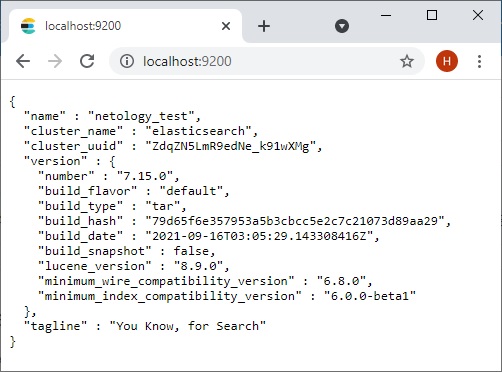 localhost:9200
localhost:9200
H
{
"name" : "netology_test",
"cluster_name" : "elasticsearch",
"cluster_uuid" : "ZdqZN5LmR9edNe_k91wXMg",
"version" : {
"number" : "7.15.0",
"build_flavor" : "default",
"build_type" : "tar",
"build_hash" : "79d65f6e357953a5b3cbcc5e2c7c21073d89aa29",
"build_date" : "2021-09-16T03:05:29.143308416Z",
"build_snapshot" : false,
"lucene_version" : "8.9.0",
"minimum_wire_compatibility_version" : "6.8.0",
"minimum_index_compatibility_version" : "6.0.0-beta1"
},
"tagline" : "You Know, for Search"
}